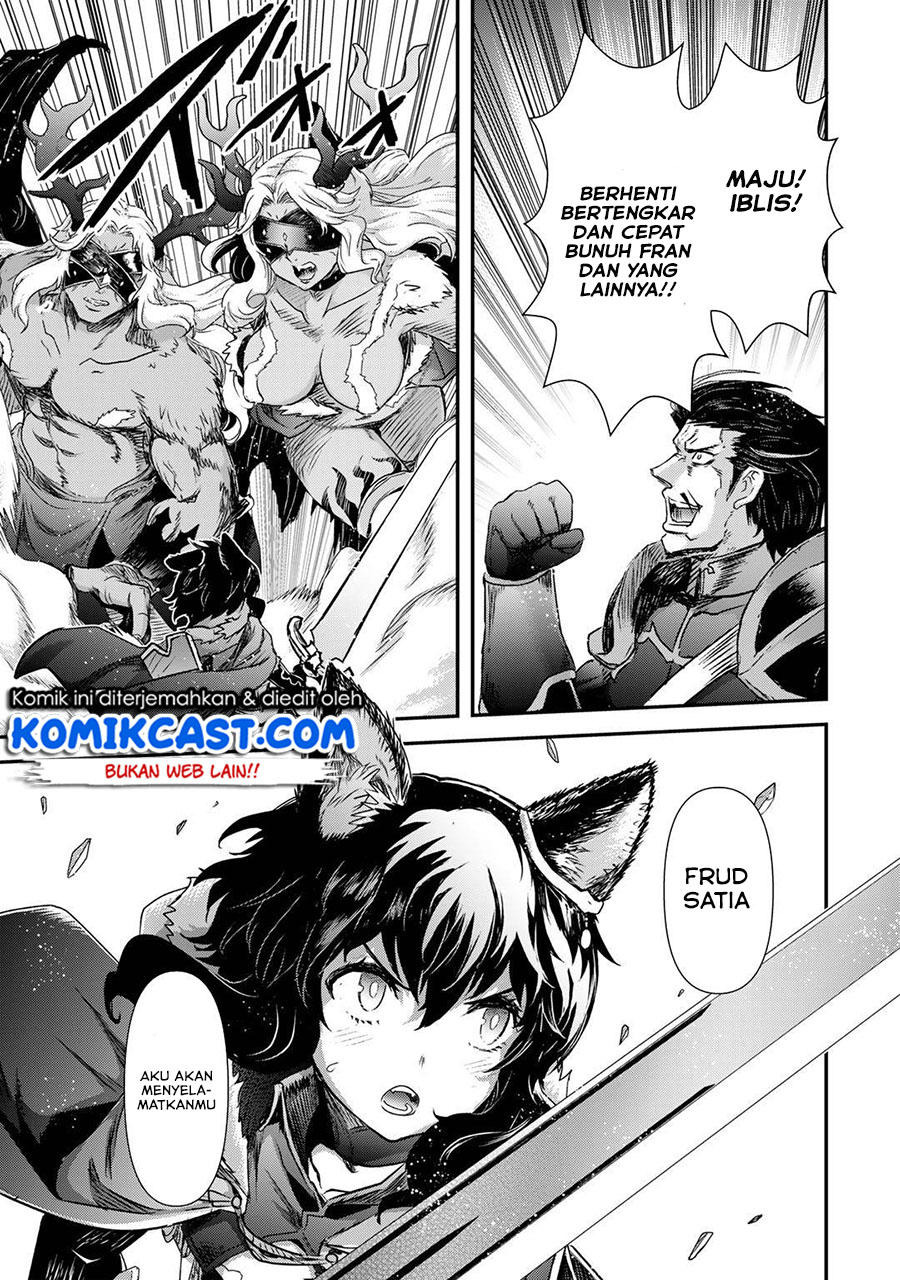 MAJU!
IBLIS!
BERHENTI
BERTENGKAR
DAN CEPAT
BUNUH FRAN
DAN YANG
LAINNYA!!
Komik ini diterjemahkan & diedit oleh
KOMIKCAST.COM
BUKAN WEB LAIN!!
FRUD
SATIA
AKU AKAN
MENYELA-
MATKANMU